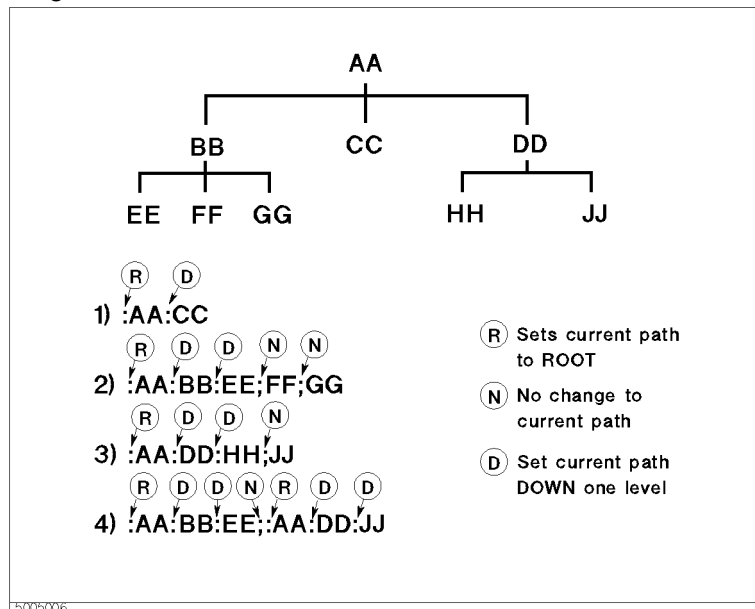 AA
BB CC DD
EE FF GG HH JJ
R D
1) :AA:CC
R D D N N
2) :AA:BB:EE;FF;GG
R D D N
3) :AA:DD:HH;JJ
R D D N R D D
4) :AA:BB:EE;:AA:DD:JJ
R Sets current path
to ROOT
N No change to
current path
D Set current path
DOWN one level
5005006